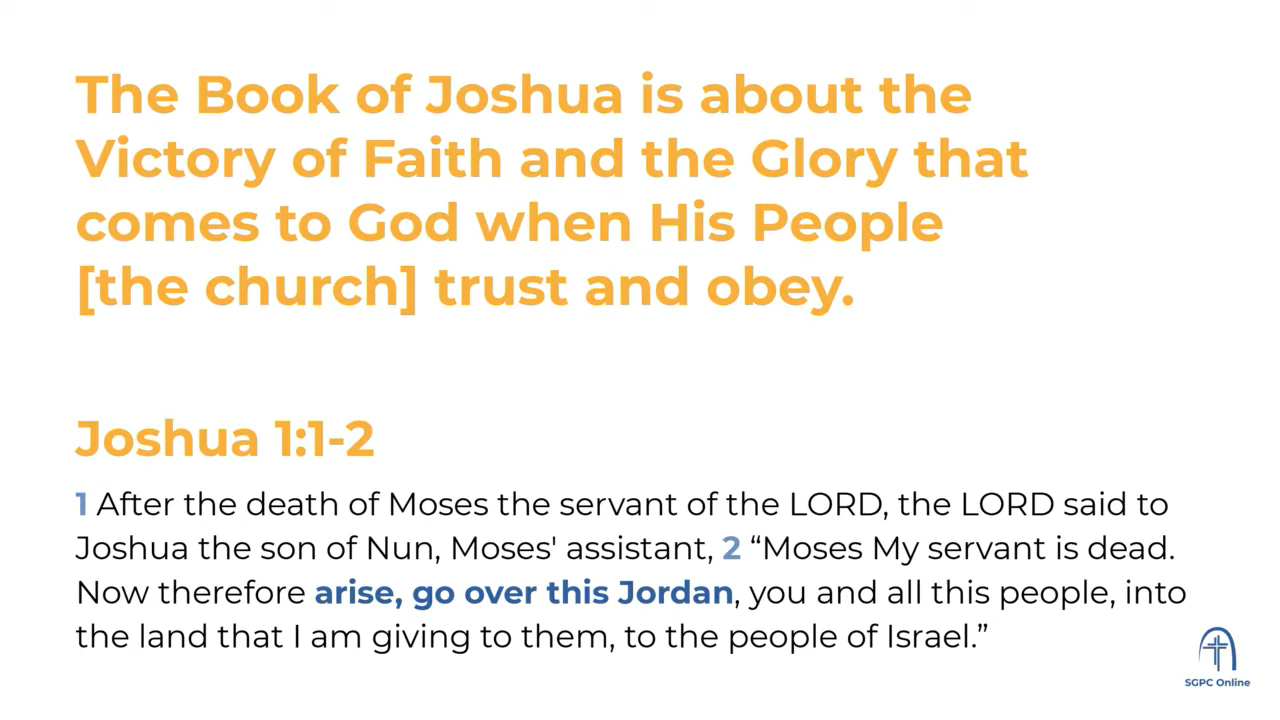 The Book of Joshua is about the
Victory of Faith and the Glory that
comes to God when His People
[the church] trust and obey.
Joshua 1:1-2
1 After the death of Moses the servant of the LORD, the LORD said to
Joshua the son of Nun, Moses' assistant, 2 “Moses My servant is dead.
Now therefore arise, go over this Jordan, you and all this people, into
the land that I am giving to them, to the people of Israel.”
SGPC Online